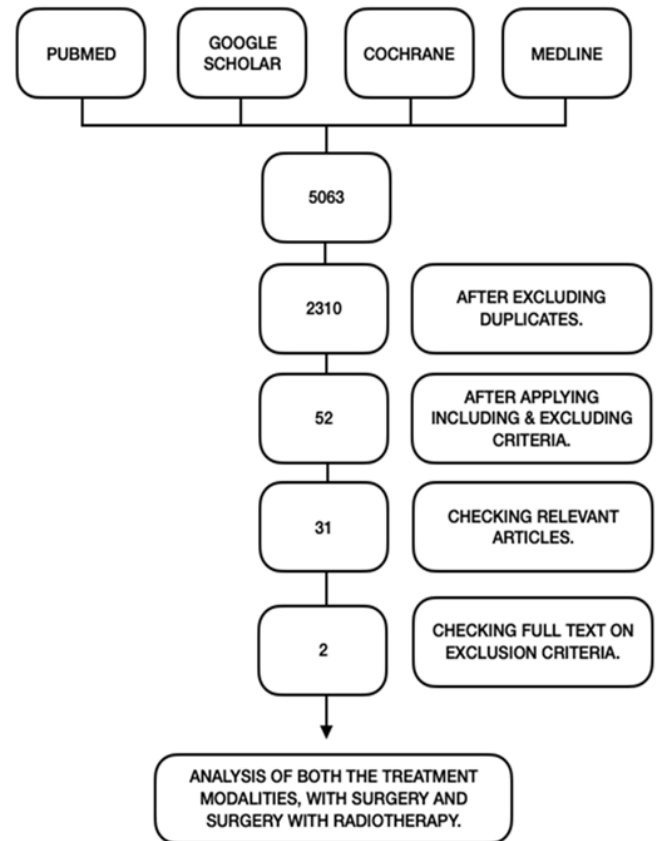 PUBMED
GOOGLE
SCHOLAR
COCHRANE
MEDLINE
5063
2310
AFTER EXCLUDING
DUPLICATES.
52
AFTER APPLYING
INCLUDING & EXCLUDING
CRITERIA.
31
CHECKING RELEVANT
ARTICLES.
2
CHECKING FULL TEXT ON
EXCLUSION CRITERIA.
ANALYSIS OF BOTH THE TREATMENT
MODALITIES, WITH SURGERY AND
SURGERY WITH RADIOTHERAPY.